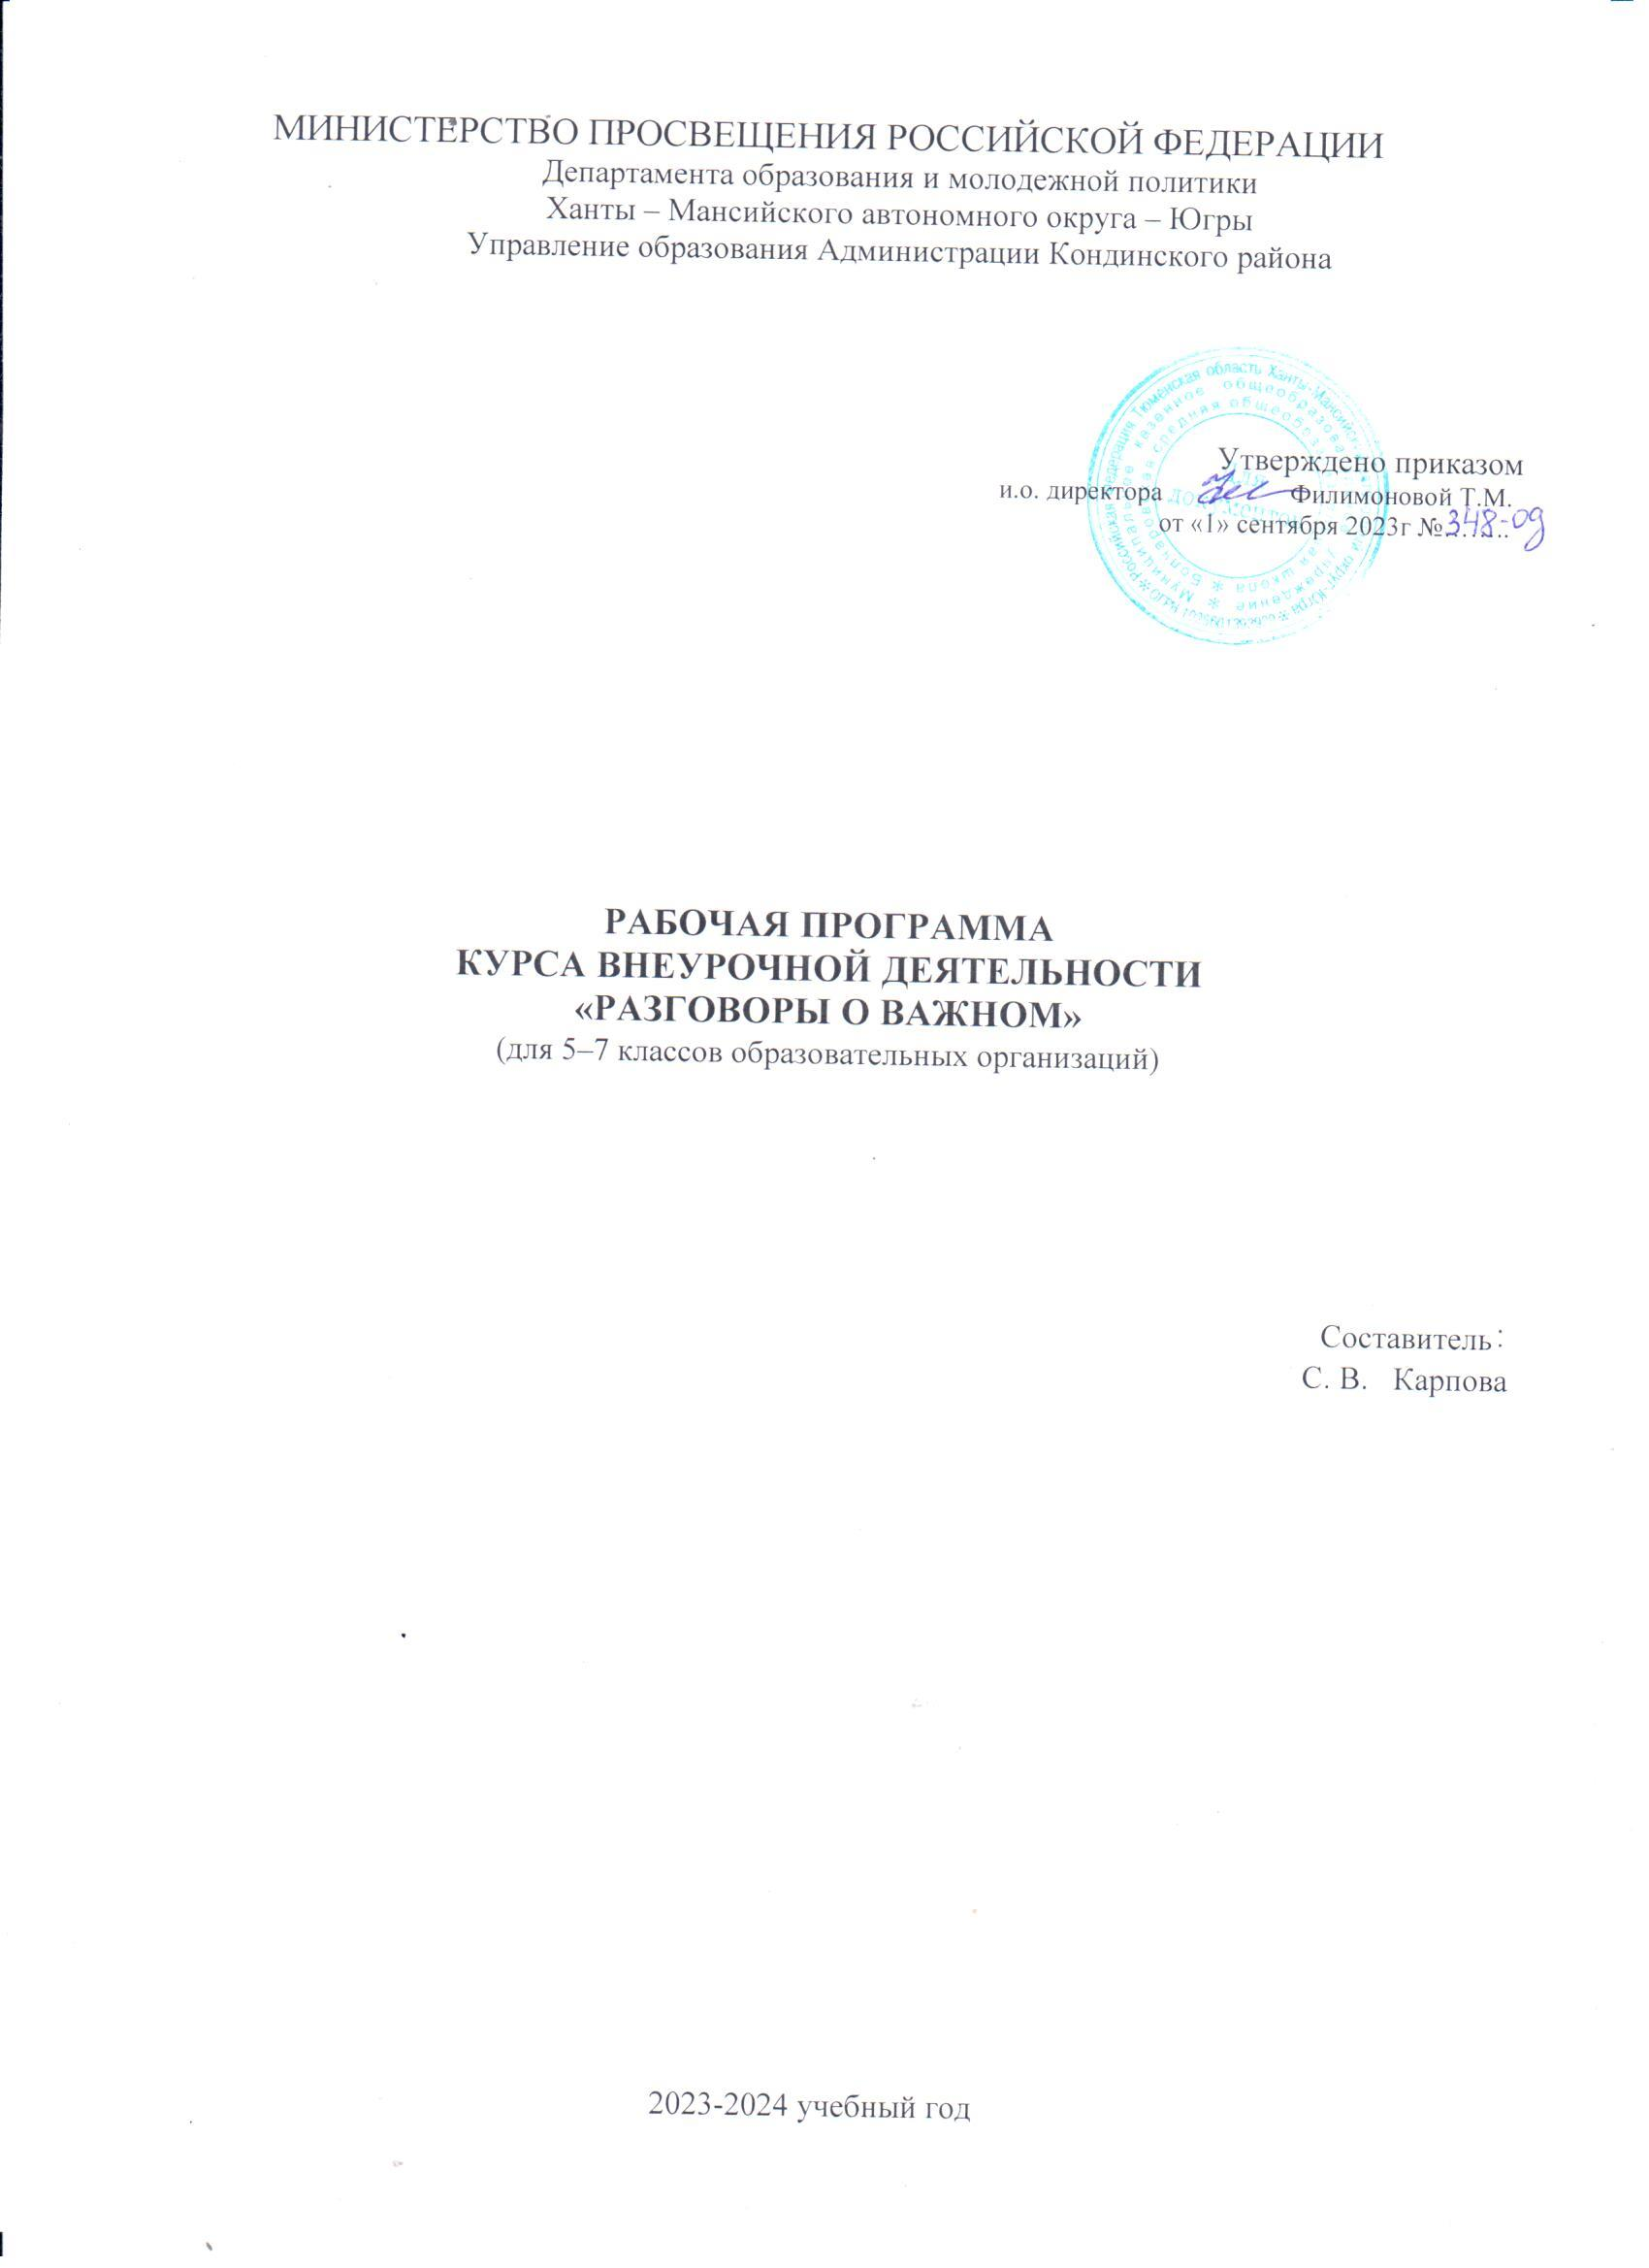 МИНИСТЕРСТВО ПРОСВЕЩЕНИЯ РОССИЙСКОЙ ФЕДЕРАЦИИ
Департамента образования и молодежной политики
Ханты – Мансийского автономного округа – Югры
Управление образования Администрации Кондинского района
Утверждено приказом
и.о. директора Филимоновой Т.М.
от «1» сентября 2023г №348-од
РАБОЧАЯ ПРОГРАММА
КУРСА ВНЕУРОЧНОЙ ДЕЯТЕЛЬНОСТИ
«РАЗГОВОРЫ О ВАЖНОМ»
(для 5–7 классов образовательных организаций)
Составитель:
С. В. Карпова
2023-2024 учебный год